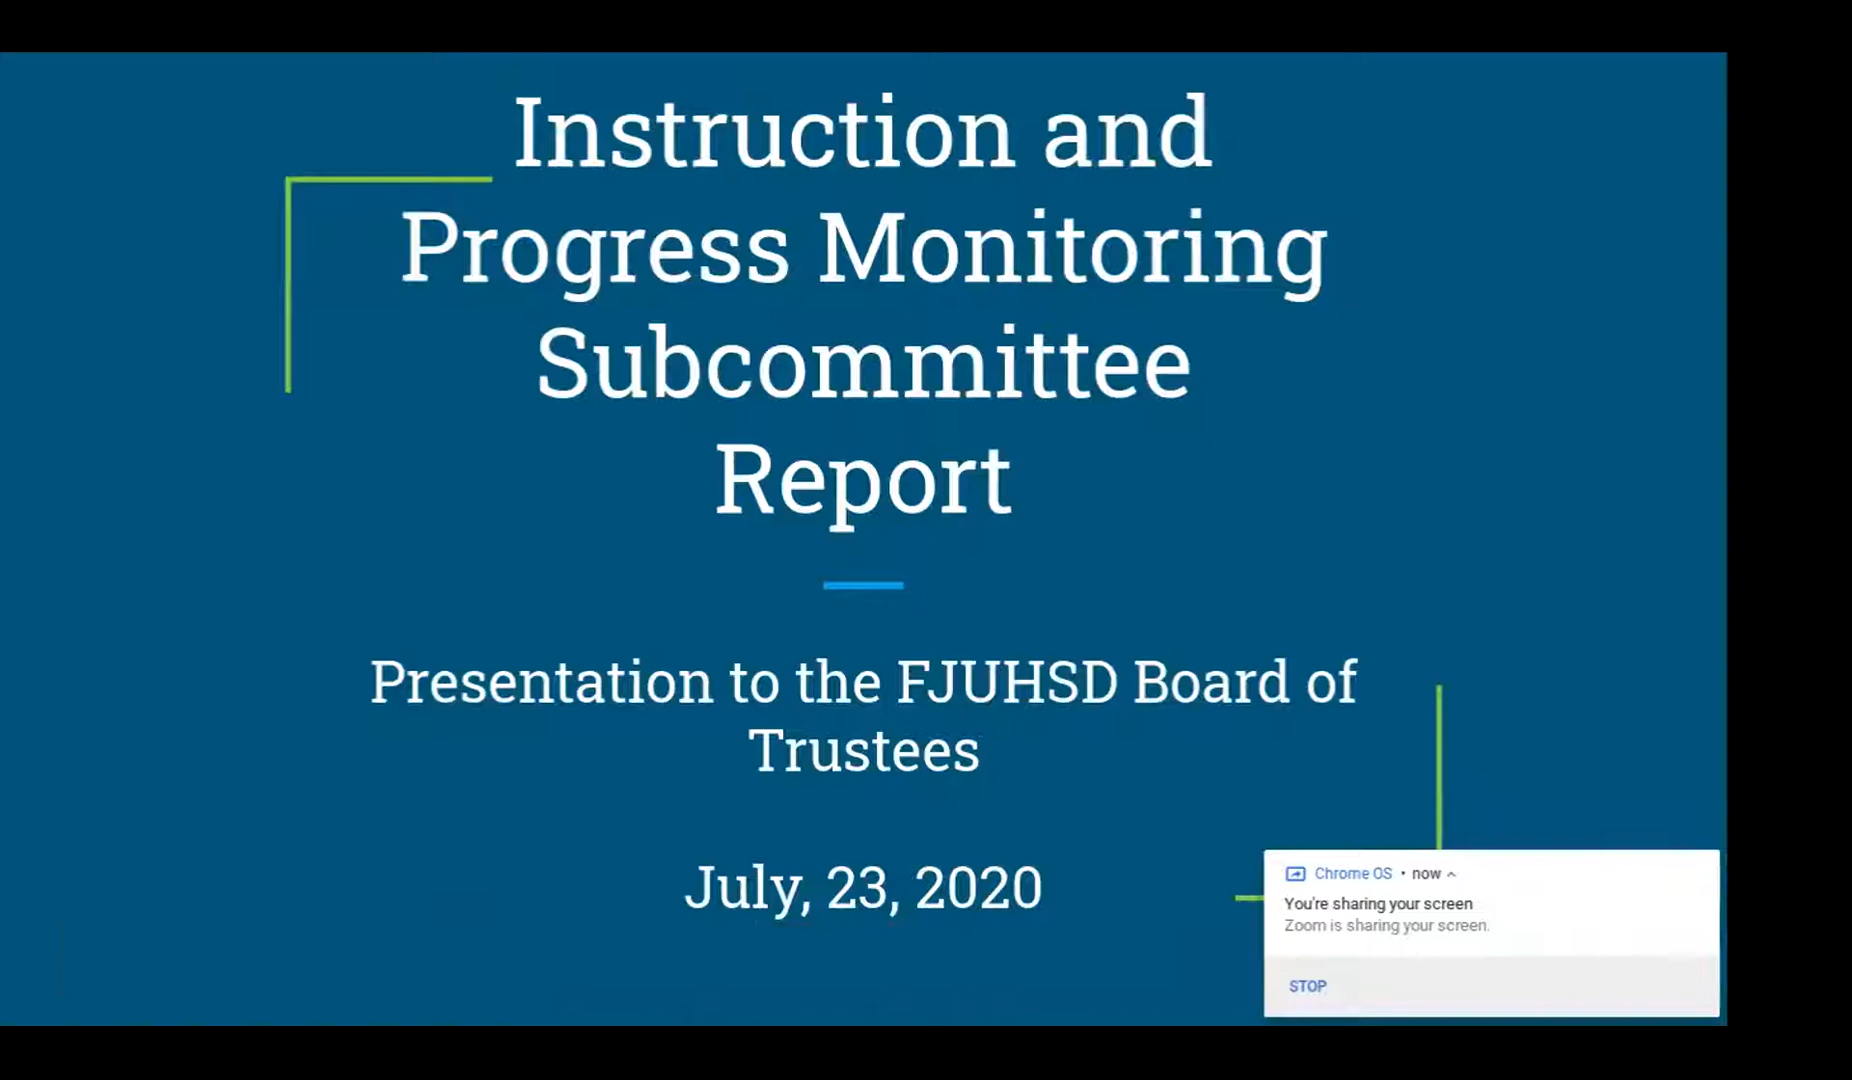 Instruction and
Progress Monitoring
Subcommittee
Report
Presentation to the FJUHSD Board of
Trustees
July, 23, 2020
Chrome OS • now
You're sharing your screen
Zoom is sharing your screen.
STOP